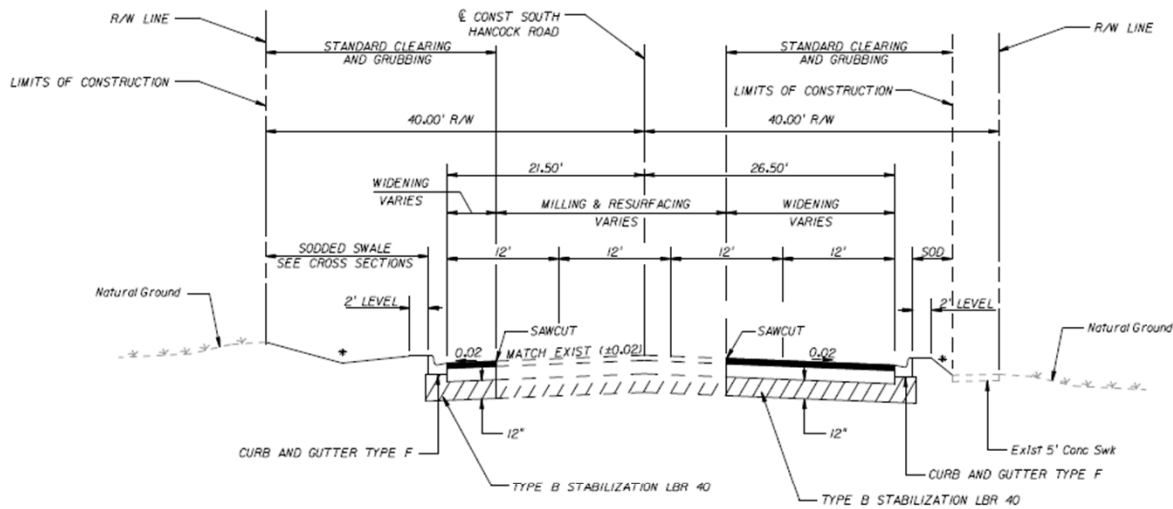 R/W LINE
℄ CONST SOUTH
HANCOCK ROAD
R/W LINE
STANDARD CLEARING
AND GRUBBING
STANDARD CLEARING
AND GRUBBING
LIMITS OF CONSTRUCTION
LIMITS OF CONSTRUCTION
40.00' R/W
40.00' R/W
21.50'
26.50'
WIDENING
VARIES
MILLING & RESURFACING
VARIES
WIDENING
VARIES
SODDED SWALE
SEE CROSS SECTIONS
12'
12'
12'
12'
SOD
Natural Ground
2' LEVEL
2' LEVEL
Natural Ground
SAWCUT
SAWCUT
*
0.02
MATCH EXIST (±0.02)
0.02
*
12"
12"
CURB AND GUTTER TYPE F
Exist 5' Conc Swk
CURB AND GUTTER TYPE F
TYPE B STABILIZATION LBR 40
TYPE B STABILIZATION LBR 40